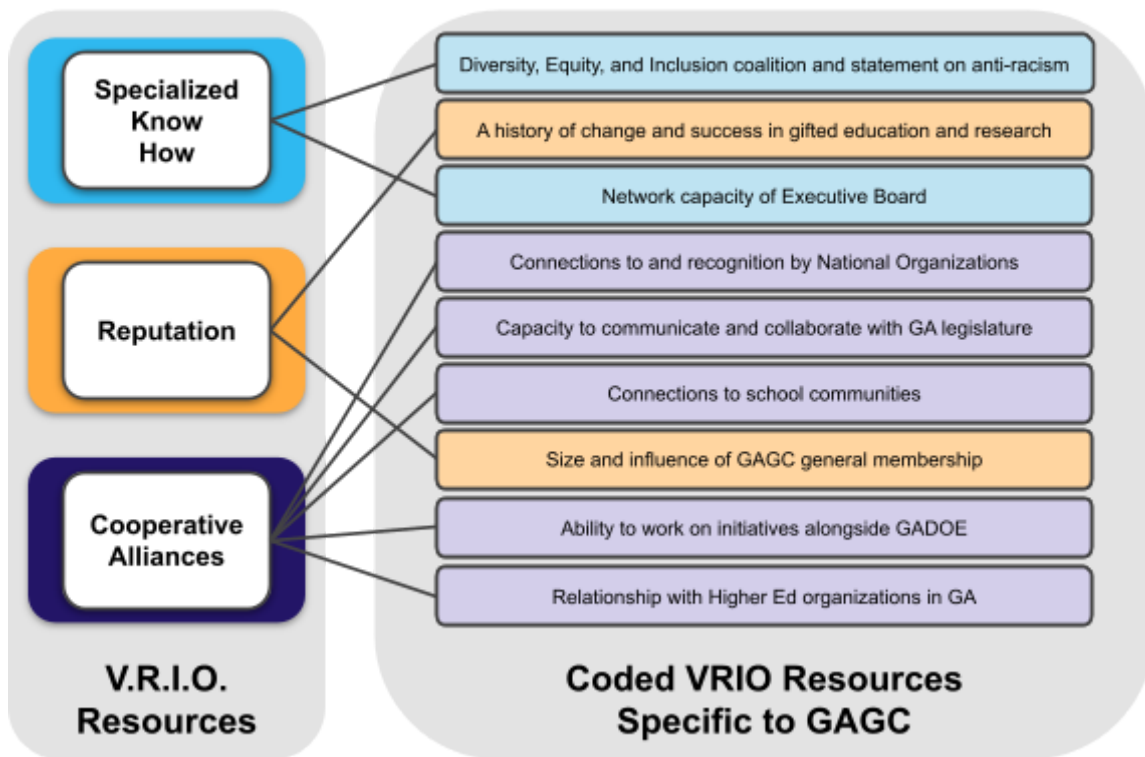 Specialized
Know
How
Reputation
Cooperative
Alliances
V.R.I.O.
Resources
Diversity, Equity, and Inclusion coalition and statement on anti-racism
A history of change and success in gifted education and research
Network capacity of Executive Board
Connections to and recognition by National Organizations
Capacity to communicate and collaborate with GA legislature
Connections to school communities
Size and influence of GAGC general membership
Ability to work on initiatives alongside GADOE
Relationship with Higher Ed organizations in GA
Coded VRIO Resources
Specific to GAGC